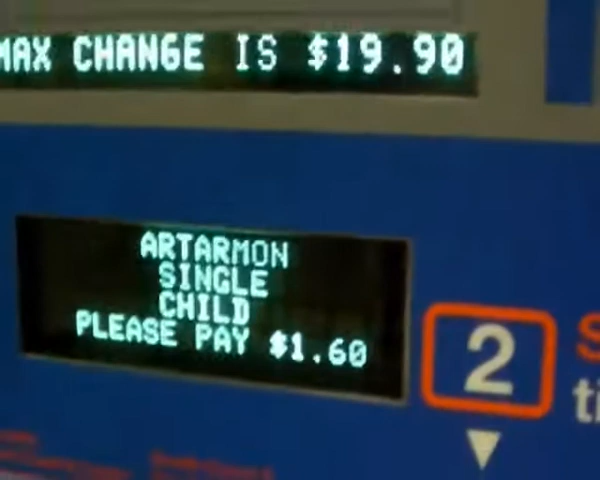 MAX CHANGE IS $19.90
ARTARMON
SINGLE
CHILD
PLEASE PAY $1.60
2